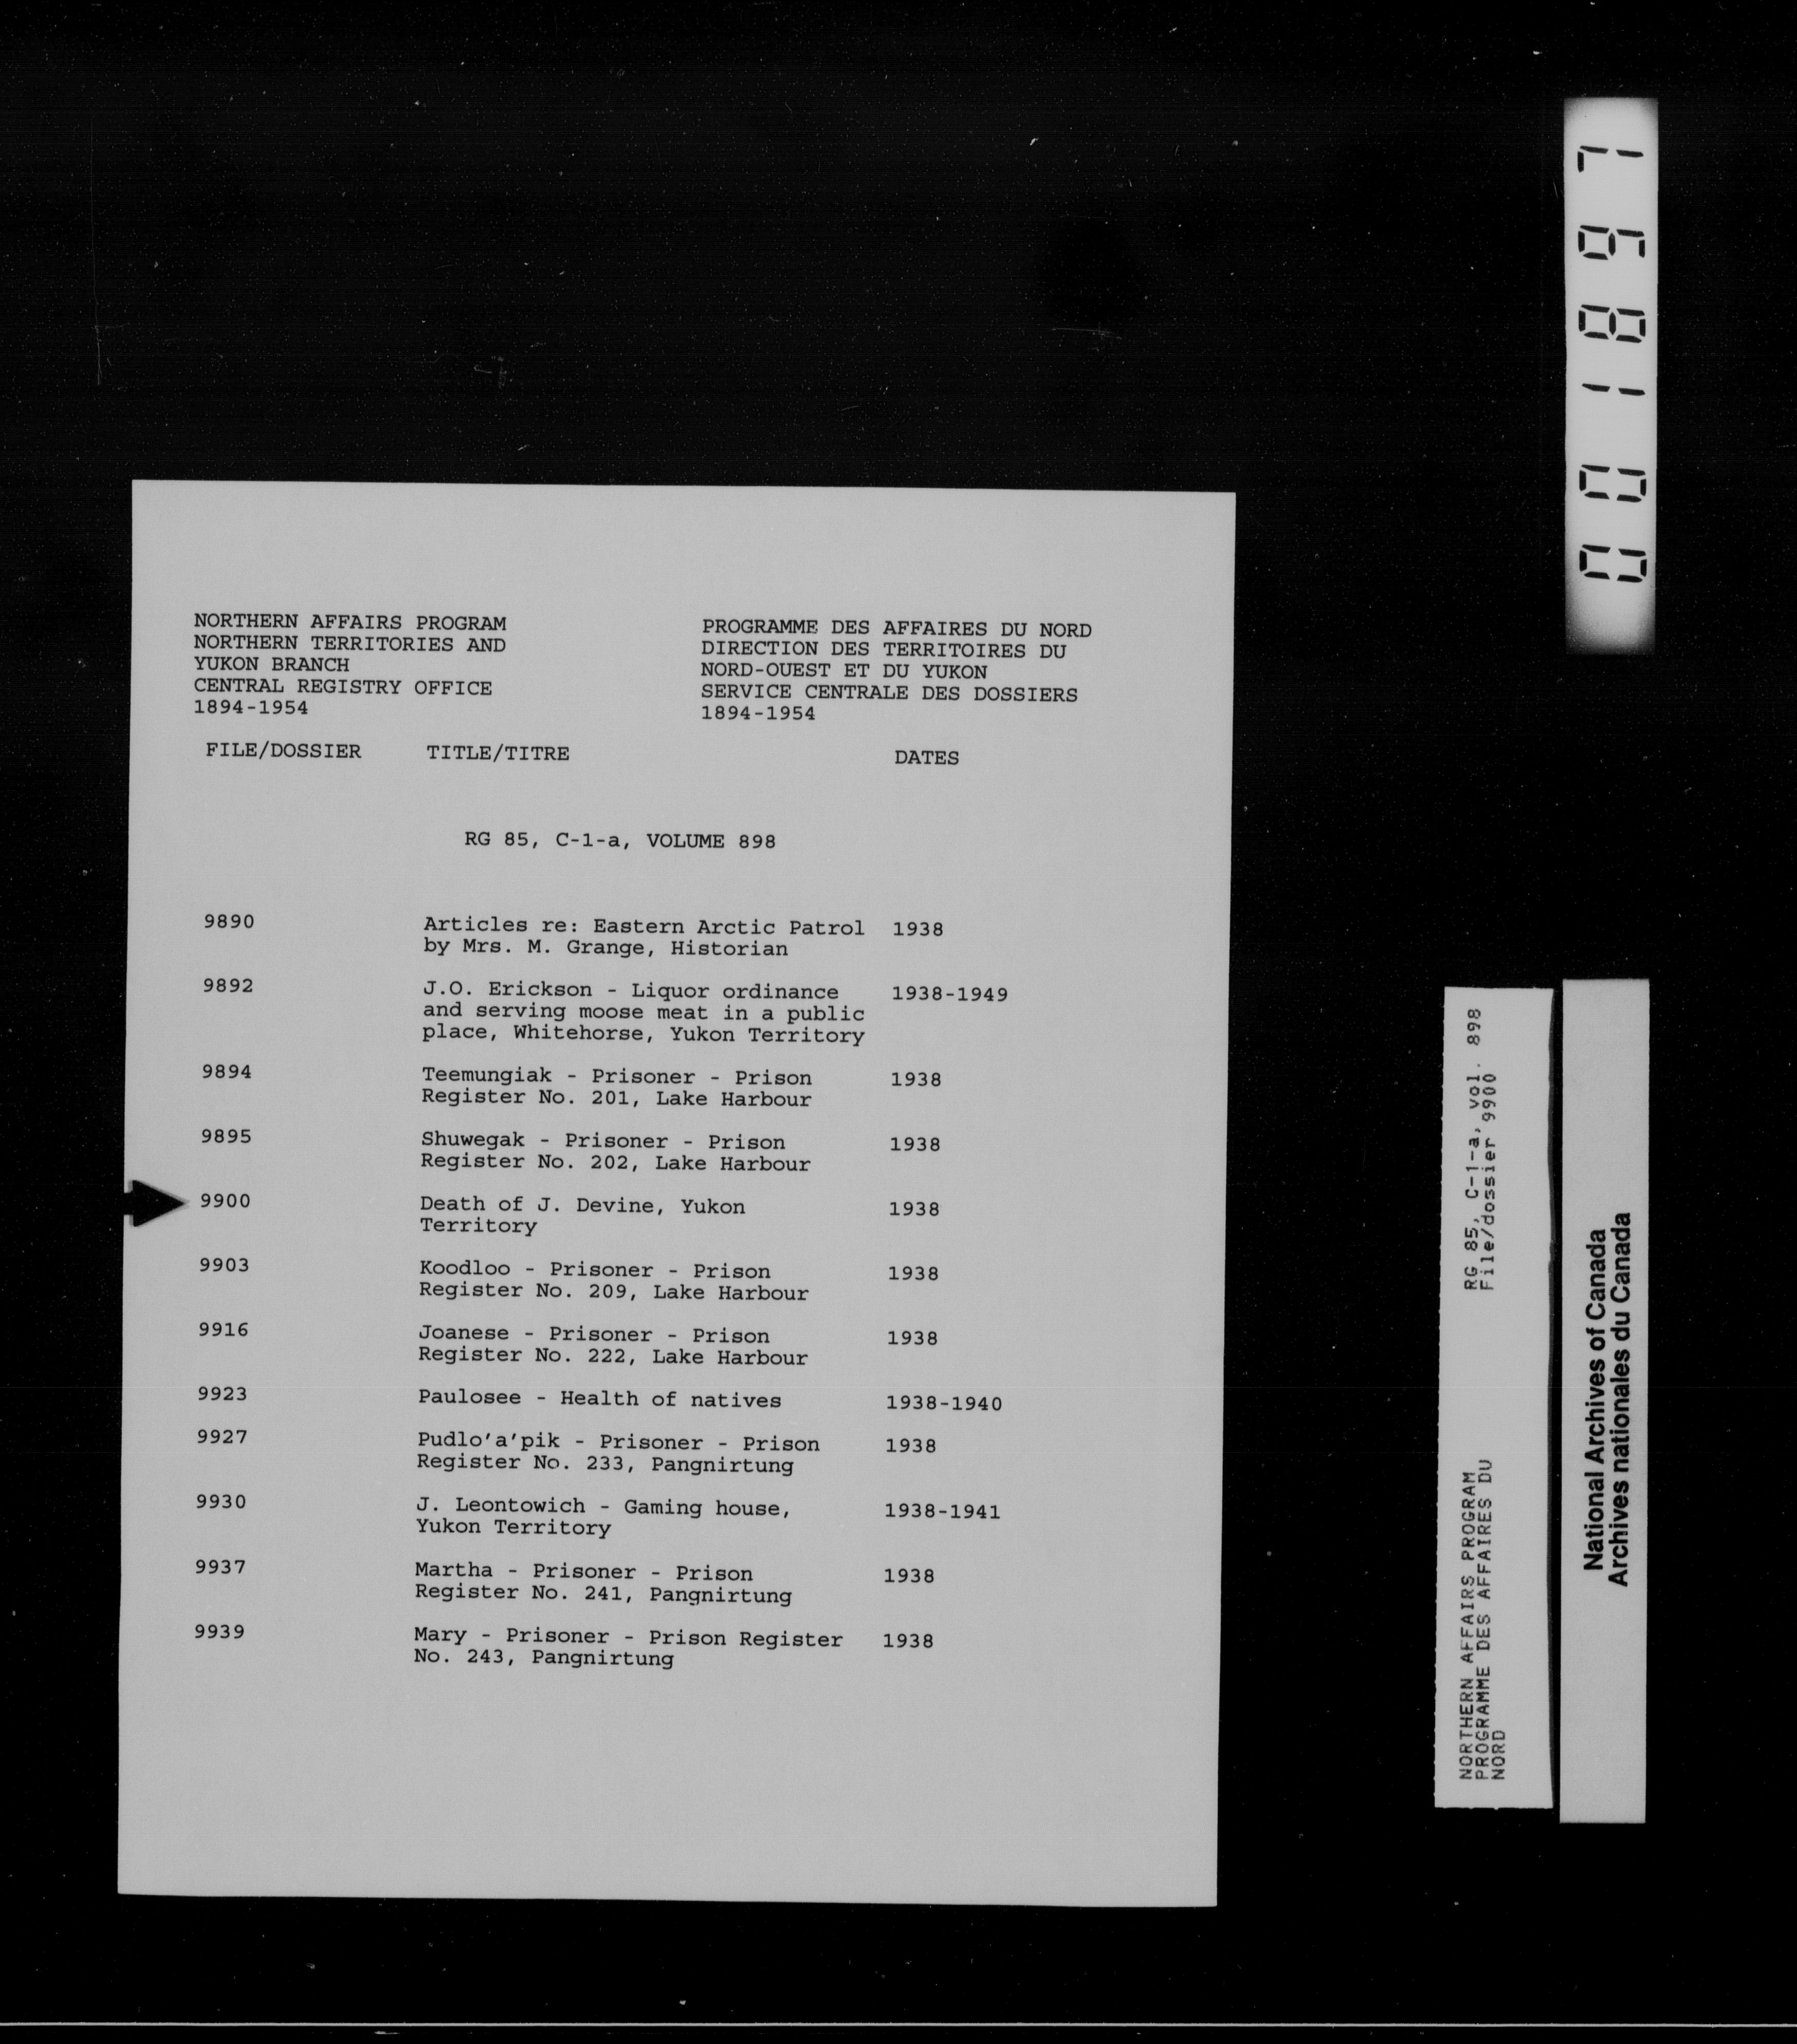 NORTHERN AFFAIRS PROGRAM
NORTHERN TERRITORIES AND
YUKON BRANCH
CENTRAL REGISTRY OFFICE
1894-1954
PROGRAMME DES AFFAIRES DU NORD
DIRECTION DES TERRITOIRES DU
NORD-OUEST ET DU YUKON
SERVICE CENTRALE DES DOSSIERS
1894-1954
FILE/DOSSIER TITLE/TITRE DATES
RG 85, C-1-a, VOLUME 898
9890 Articles re: Eastern Arctic Patrol 1938
by Mrs. M. Grange, Historian
9892 J.O. Erickson - Liquor ordinance 1938-1949
and serving moose meat in a public
place, Whitehorse, Yukon Territory
9894 Teemungiak - Prisoner - Prison 1938
Register No. 201, Lake Harbour
9895 Shuwegak - Prisoner - Prison 1938
Register No. 202, Lake Harbour
9900 Death of J. Devine, Yukon 1938
Territory
9903 Koodloo - Prisoner - Prison 1938
Register No. 209, Lake Harbour
9916 Joanese - Prisoner - Prison 1938
Register No. 222, Lake Harbour
9923 Paulosee - Health of natives 1938-1940
9927 Pudlo'a'pik - Prisoner - Prison 1938
Register No. 233, Pangnirtung
9930 J. Leontowich - Gaming house, 1938-1941
Yukon Territory
9937 Martha - Prisoner - Prison 1938
Register No. 241, Pangnirtung
9939 Mary - Prisoner - Prison Register 1938
No. 243, Pangnirtung
001897
NORTHERN AFFAIRS PROGRAM RG 85, C-1-a, vol. 898
PROGRAMME DES AFFAIRES DU File/dossier 9900
NORD
National Archives of Canada
Archives nationales du Canada